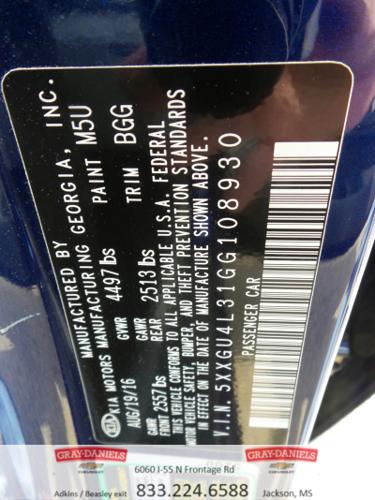 MANUFACTURED BY
KIA KIA MOTORS MANUFACTURING GEORGIA, INC.
AUG/19/16 4497 lbs PAINT M5U
GVWR
GAWR FRONT 2557 lbs GAWR REAR 2513 lbs TRIM BGG
THIS VEHICLE CONFORMS TO ALL APPLICABLE U.S.A. FEDERAL
MOTOR VEHICLE SAFETY, BUMPER, AND THEFT PREVENTION STANDARDS
IN EFFECT ON THE DATE OF MANUFACTURE SHOWN ABOVE.
V.I.N. 5XXGU4L31GG108930
PASSENGER CAR
GRAY-DANIELS
CHEVROLET
6060 I-55 N Frontage Rd
GRAY-DANIELS
CHEVROLET
Adkins / Beasley exit
833.224.6588
Jackson, MS